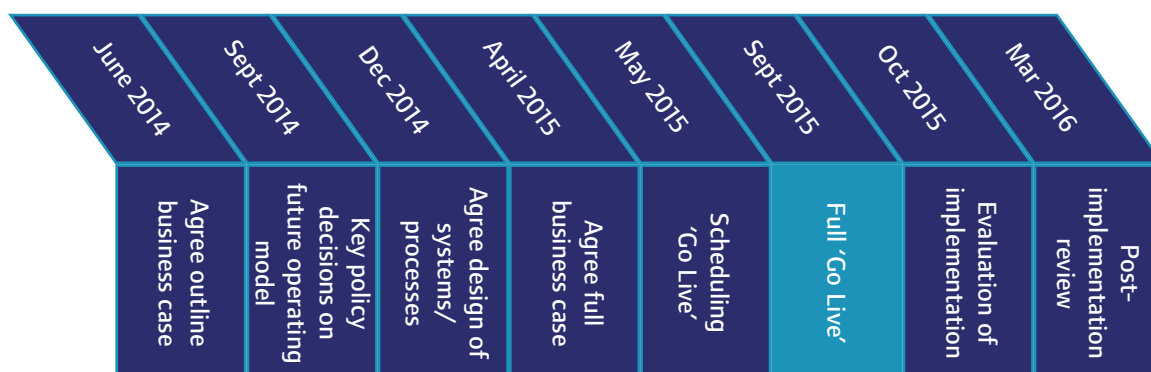 June 2014
Agree outline
business case
Sept 2014
Key policy
decisions on
future operating
model
Dec 2014
Agree design of
systems/
processes
April 2015
Agree full
business case
May 2015
Scheduling
‘Go Live’
Sept 2015
Full ‘Go Live’
Oct 2015
Evaluation of
implementation
Mar 2016
Post-
implementation
review